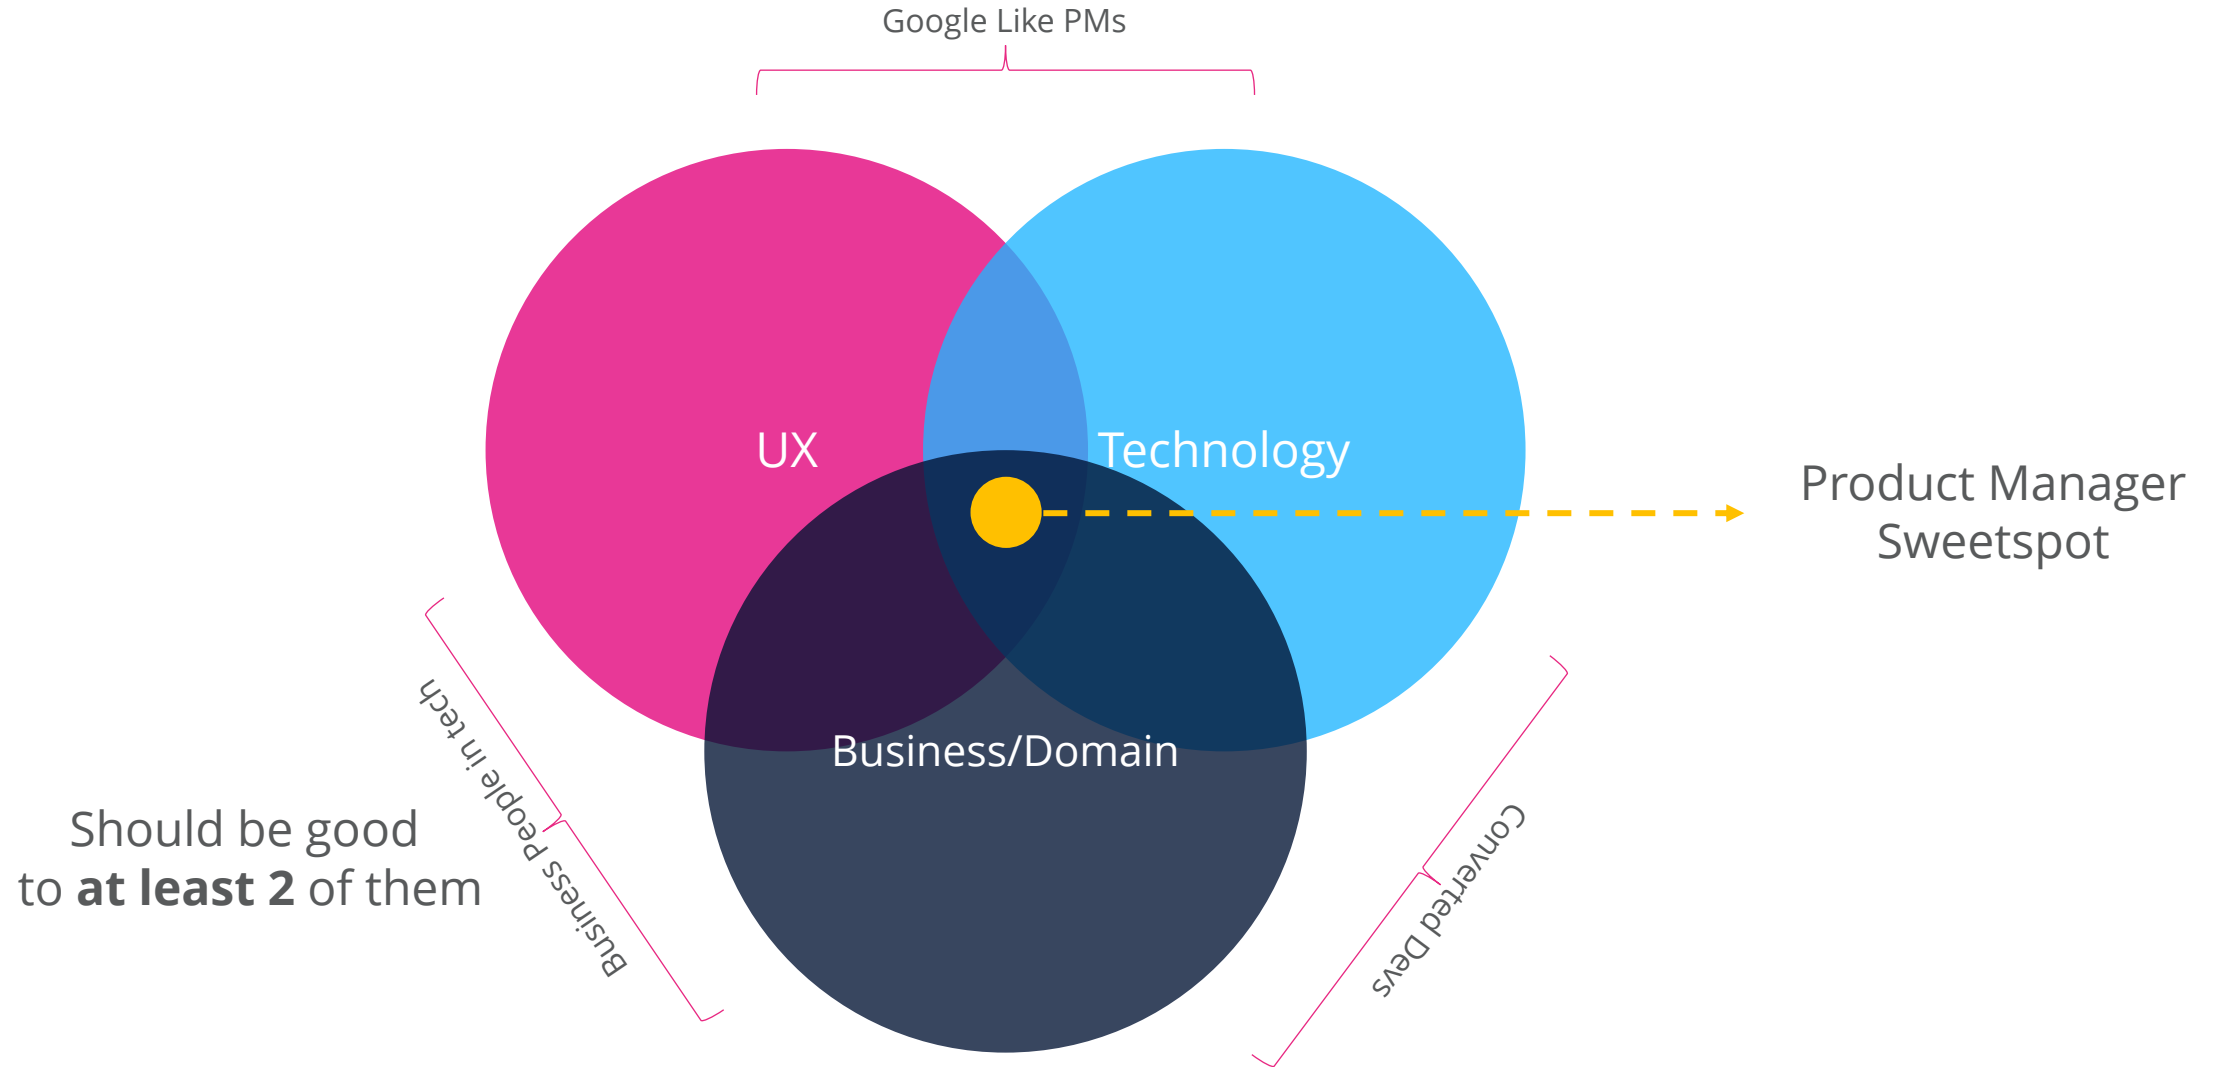 Google Like PMs
UX
Technology
Product Manager
Sweetspot
Business/Domain
Business People in tech
Converted Devs
Should be good
to at least 2 of them